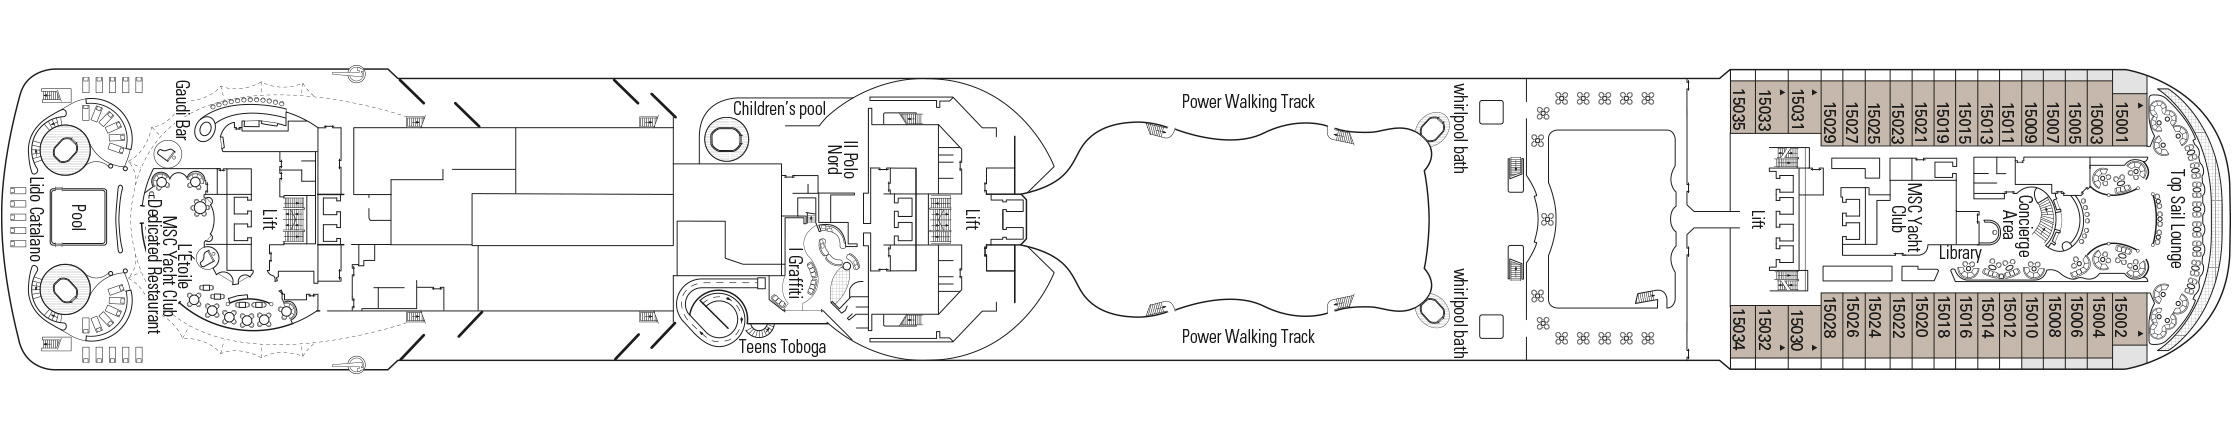 Gaudi Bar
Lido Catalano
Pool
L'Étoile
MSC Yacht Club
Dedicated Restaurant
Lift
Children's pool
Il Polo
Nord
I Graffiti
Teens Toboga
Lift
Power Walking Track
Power Walking Track
whirlpool bath
whirlpool bath
Lift
MSC Yacht
Club
Concierge
Area
Library
Top Sail Lounge
15035
15033
15031
15029
15027
15025
15023
15021
15019
15015
15013
15011
15009
15007
15005
15003
15001
15034
15032
15030
15028
15026
15024
15022
15020
15018
15016
15014
15012
15010
15008
15006
15004
15002